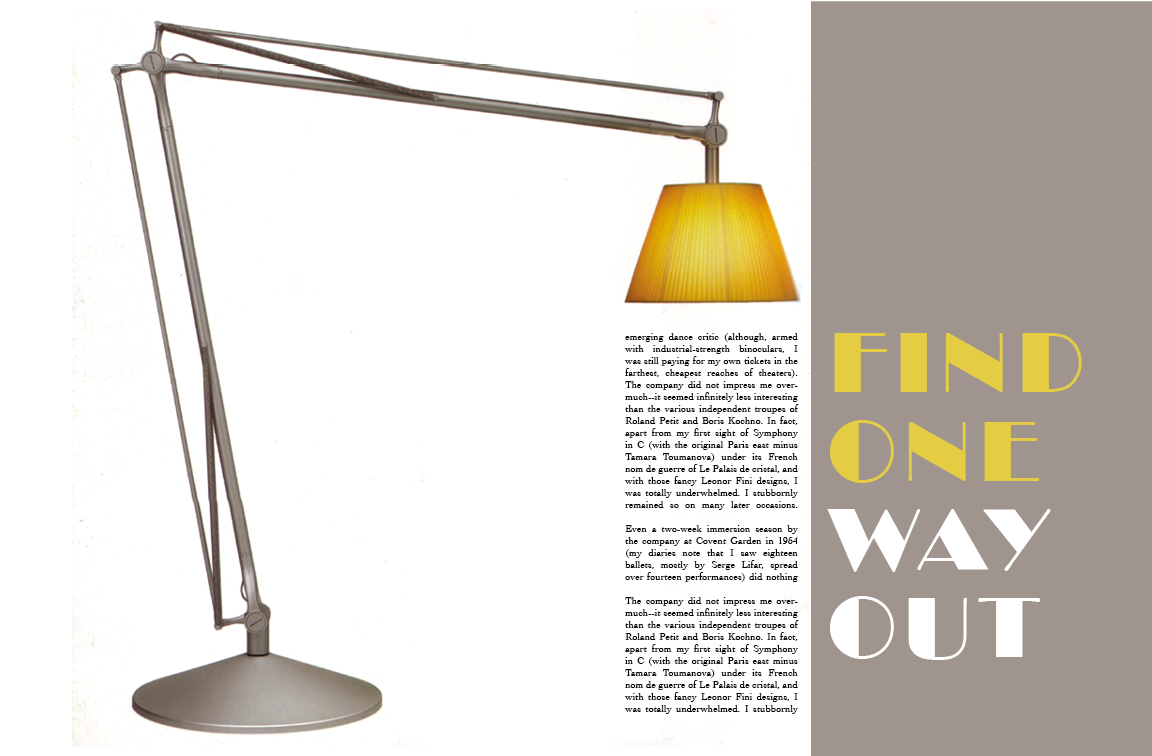 emerging dance critic (although, armed
with industrial-strength binoculars, I
was still paying for my own tickets in the
farthest, cheapest reaches of theaters).
The company did not impress me over-
much--it seemed infinitely less interesting
than the various independent troupes of
Roland Petit and Boris Kochno. In fact,
apart from my first sight of Symphony
in C (with the original Paris east minus
Tamara Toumanova) under its French
nom de guerre of Le Palais de cristal, and
with those fancy Leonor Fini designs, I
was totally underwhelmed. I stubbornly
remained so on many later occasions.
Even a two-week immersion season by
the company at Covent Garden in 1954
(my diaries note that I saw eighteen
ballets, mostly by Serge Lifar, spread
over fourteen performances) did nothing
The company did not impress me over-
much--it seemed infinitely less interesting
than the various independent troupes of
Roland Petit and Boris Kochno. In fact,
apart from my first sight of Symphony
in C (with the original Paris east minus
Tamara Toumanova) under its French
nom de guerre of Le Palais de cristal, and
with those fancy Leonor Fini designs, I
was totally underwhelmed. I stubbornly
FIND
ONE
WAY
OUT